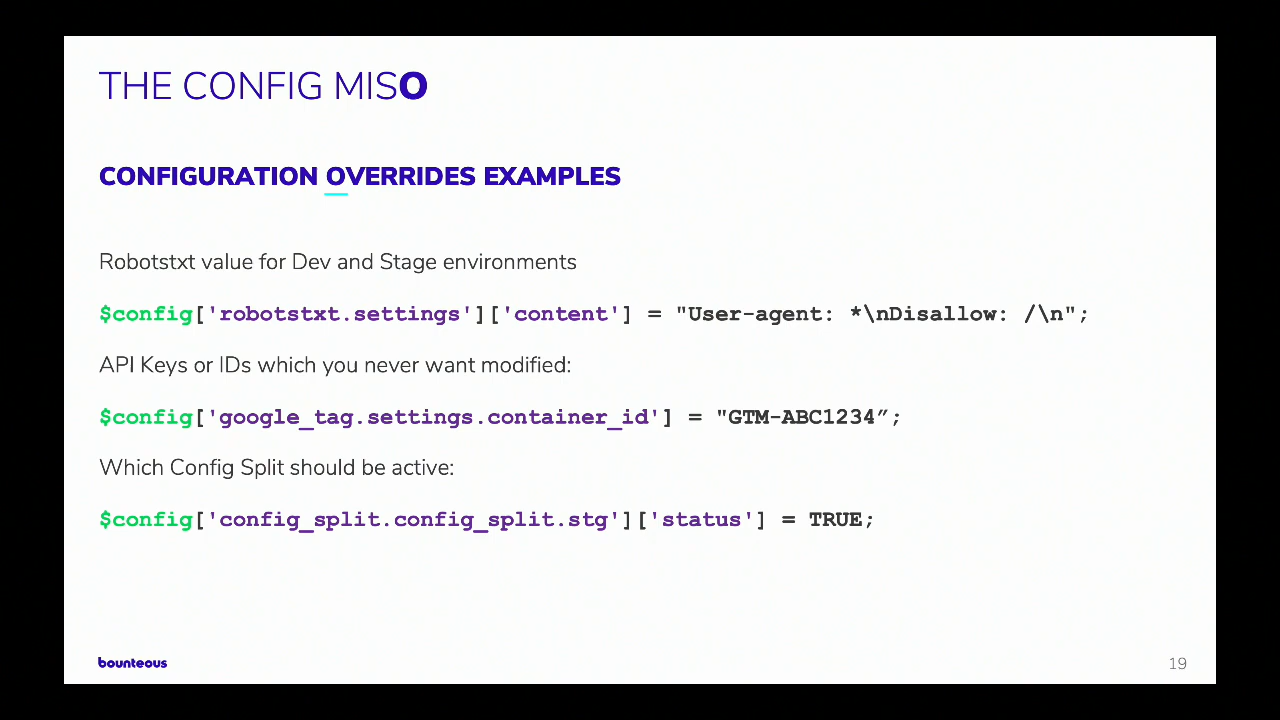 THE CONFIG MISO
CONFIGURATION OVERRIDES EXAMPLES
Robotstxt value for Dev and Stage environments
$config['robotstxt.settings']['content'] = "User-agent: *\nDisallow: /\n";
API Keys or IDs which you never want modified:
$config['google_tag.settings.container_id'] = "GTM-ABC1234”;
Which Config Split should be active:
$config['config_split.config_split.stg']['status'] = TRUE;
bounteous
19